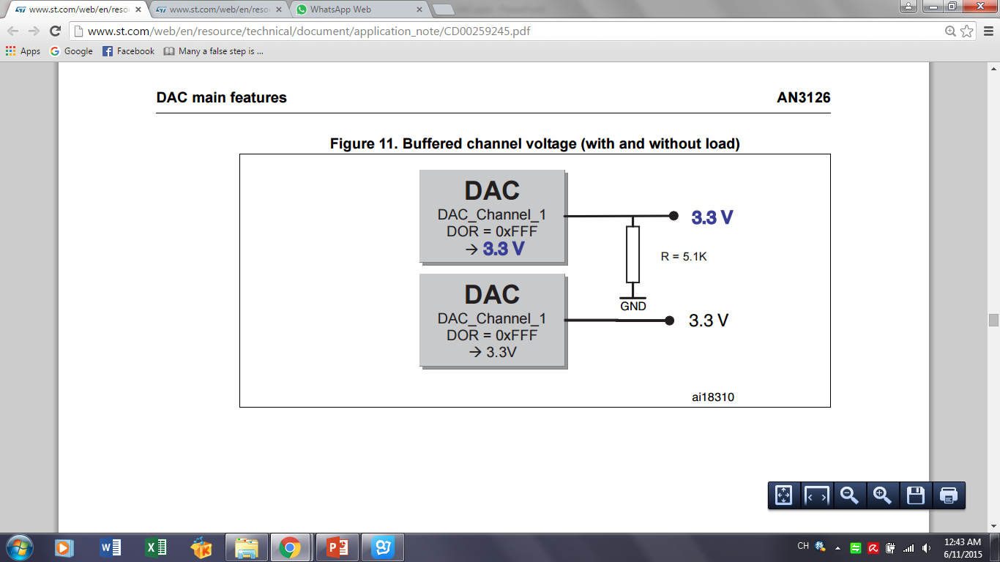 www.st.com/web/en/reso
www.st.com/web/en/reso
WhatsApp Web
www.st.com/web/en/resource/technical/document/application_note/CD00259245.pdf
Apps
Google
Facebook
Many a false step is ...
DAC main features
AN3126
Figure 11. Buffered channel voltage (with and without load)
DAC
DAC_Channel_1
DOR = 0xFFF
→ 3.3 V
3.3 V
R = 5.1K
GND
DAC
DAC_Channel_1
DOR = 0xFFF
→ 3.3V
3.3 V
ai18310
CH
12:43 AM
6/11/2015